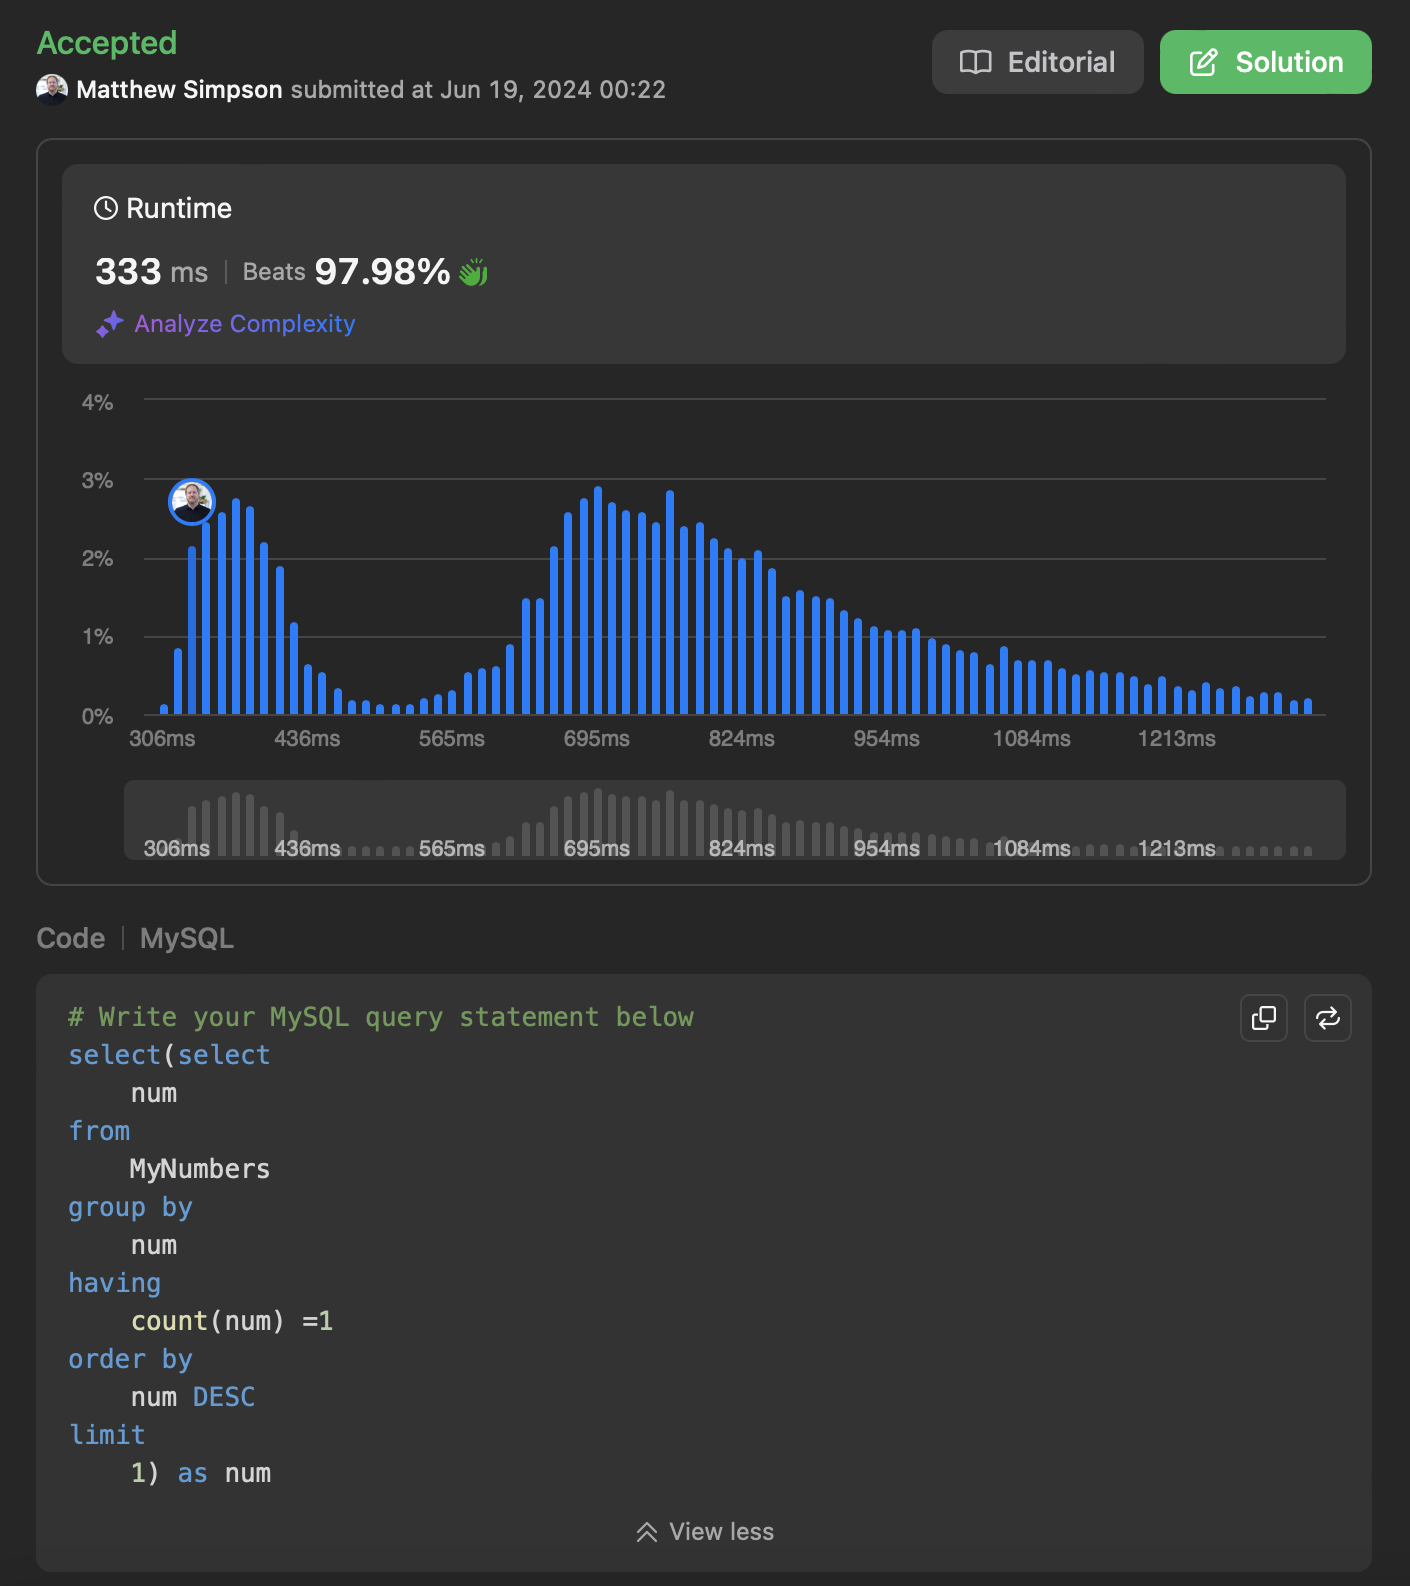 Accepted
Matthew Simpson submitted at Jun 19, 2024 00:22
Editorial
Solution
Runtime
333 ms | Beats 97.98%
Analyze Complexity
4%
3%
2%
1%
0%
306ms 436ms 565ms 695ms 824ms 954ms 1084ms 1213ms
306ms 436ms 565ms 695ms 824ms 954ms 1084ms 1213ms
Code | MySQL
# Write your MySQL query statement below
select(select
    num
from
    MyNumbers
group by
    num
having
    count(num) =1
order by
    num DESC
limit
    1) as num
View less